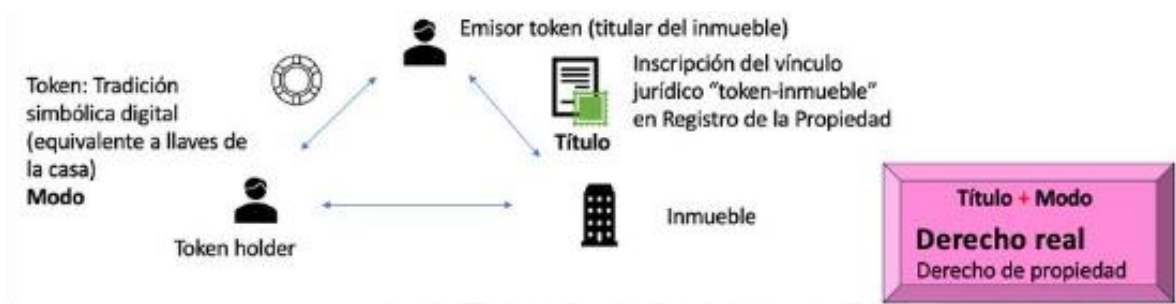 Emisor token (titular del inmueble)
Token: Tradición
simbólica digital
(equivalente a llaves de
la casa)
Modo
Inscripción del vínculo
jurídico “token-inmueble”
en Registro de la Propiedad
Título
Token holder
Inmueble
Título + Modo
Derecho real
Derecho de propiedad